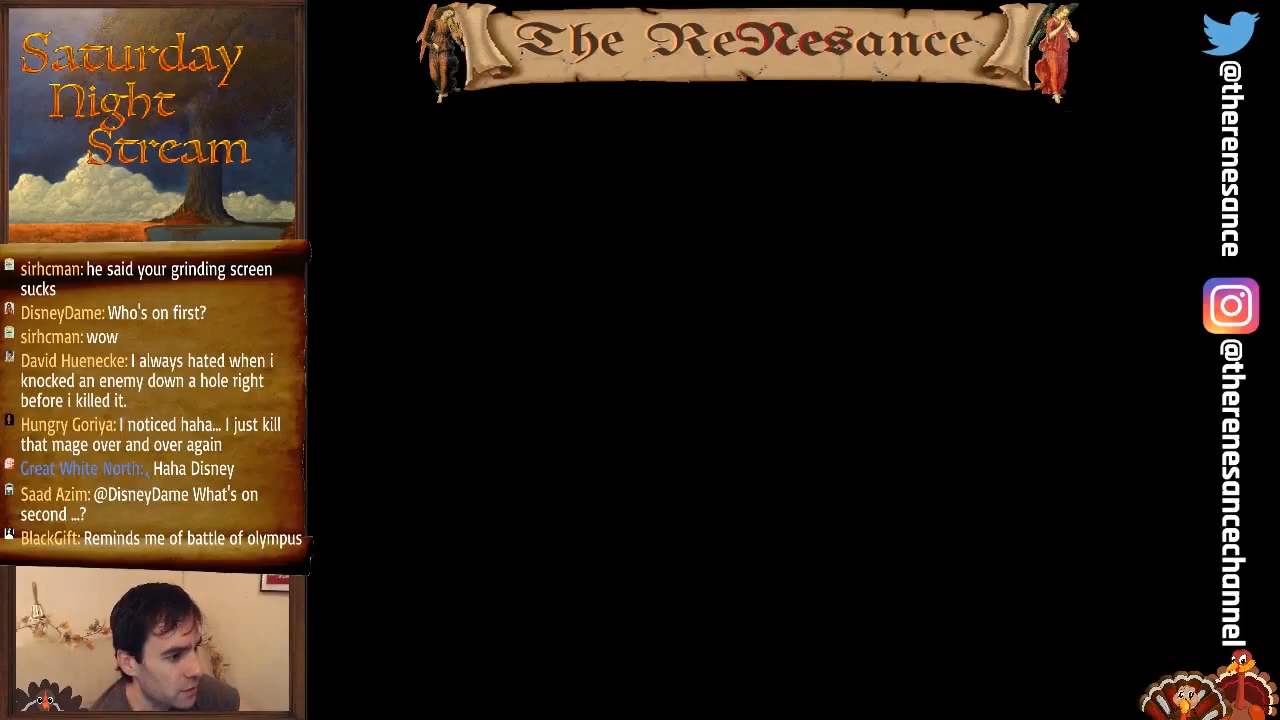 Saturday
Night
Stream
The ReNesance
@therenesance
@therenesancechannel
sirhcman: he said your grinding screen
sucks
DisneyDame: Who's on first?
sirhcman: wow
David Huenecke: I always hated when i
knocked an enemy down a hole right
before i killed it.
Hungry Goriya: I noticed haha... I just kill
that mage over and over again
Great White North:, Haha Disney
Saad Azim: @DisneyDame What's on
second ...?
BlackGift: Reminds me of battle of olympus